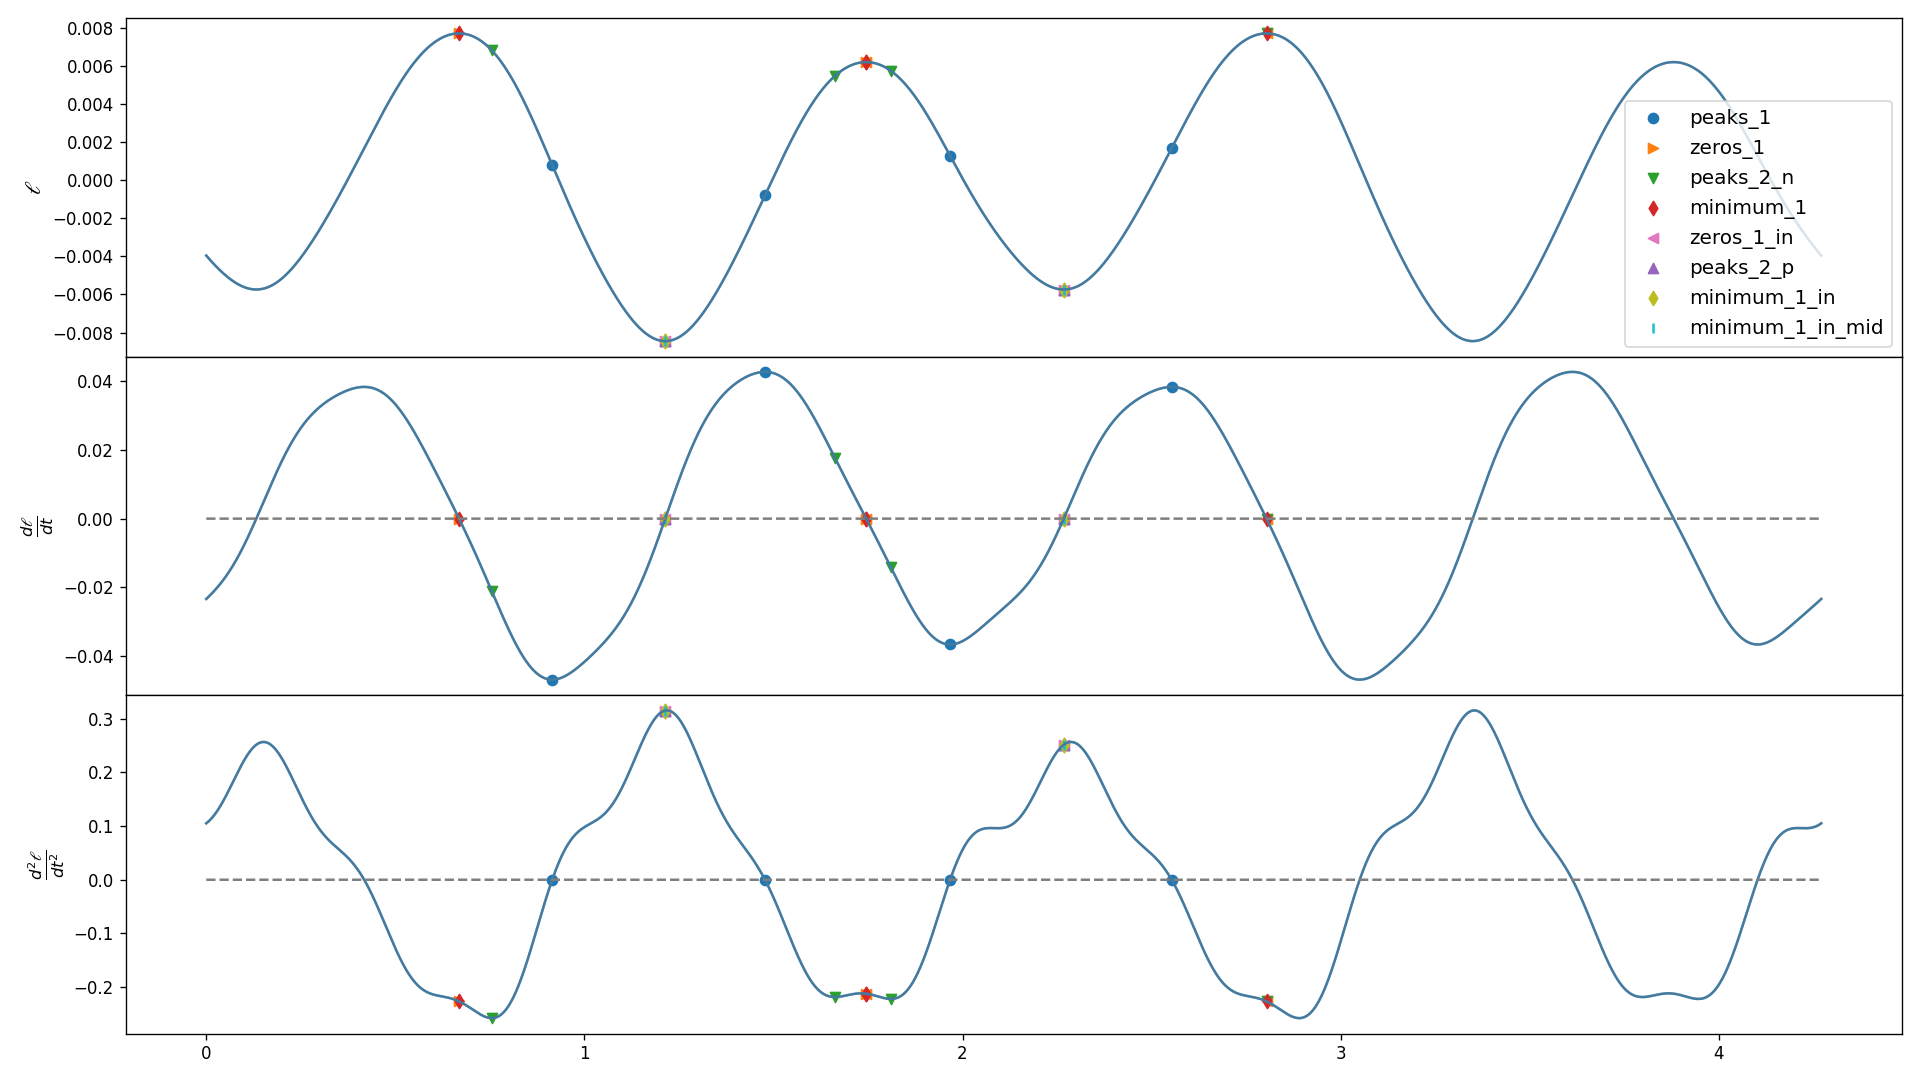 0.008
0.006
0.004
0.002
0.000
−0.002
−0.004
−0.006
−0.008
ℓ
peaks_1
zeros_1
peaks_2_n
minimum_1
zeros_1_in
peaks_2_p
minimum_1_in
minimum_1_in_mid
0.04
0.02
0.00
−0.02
−0.04
dℓ
dt
0.3
0.2
0.1
0.0
−0.1
−0.2
d²ℓ
dt²
0 1 2 3 4